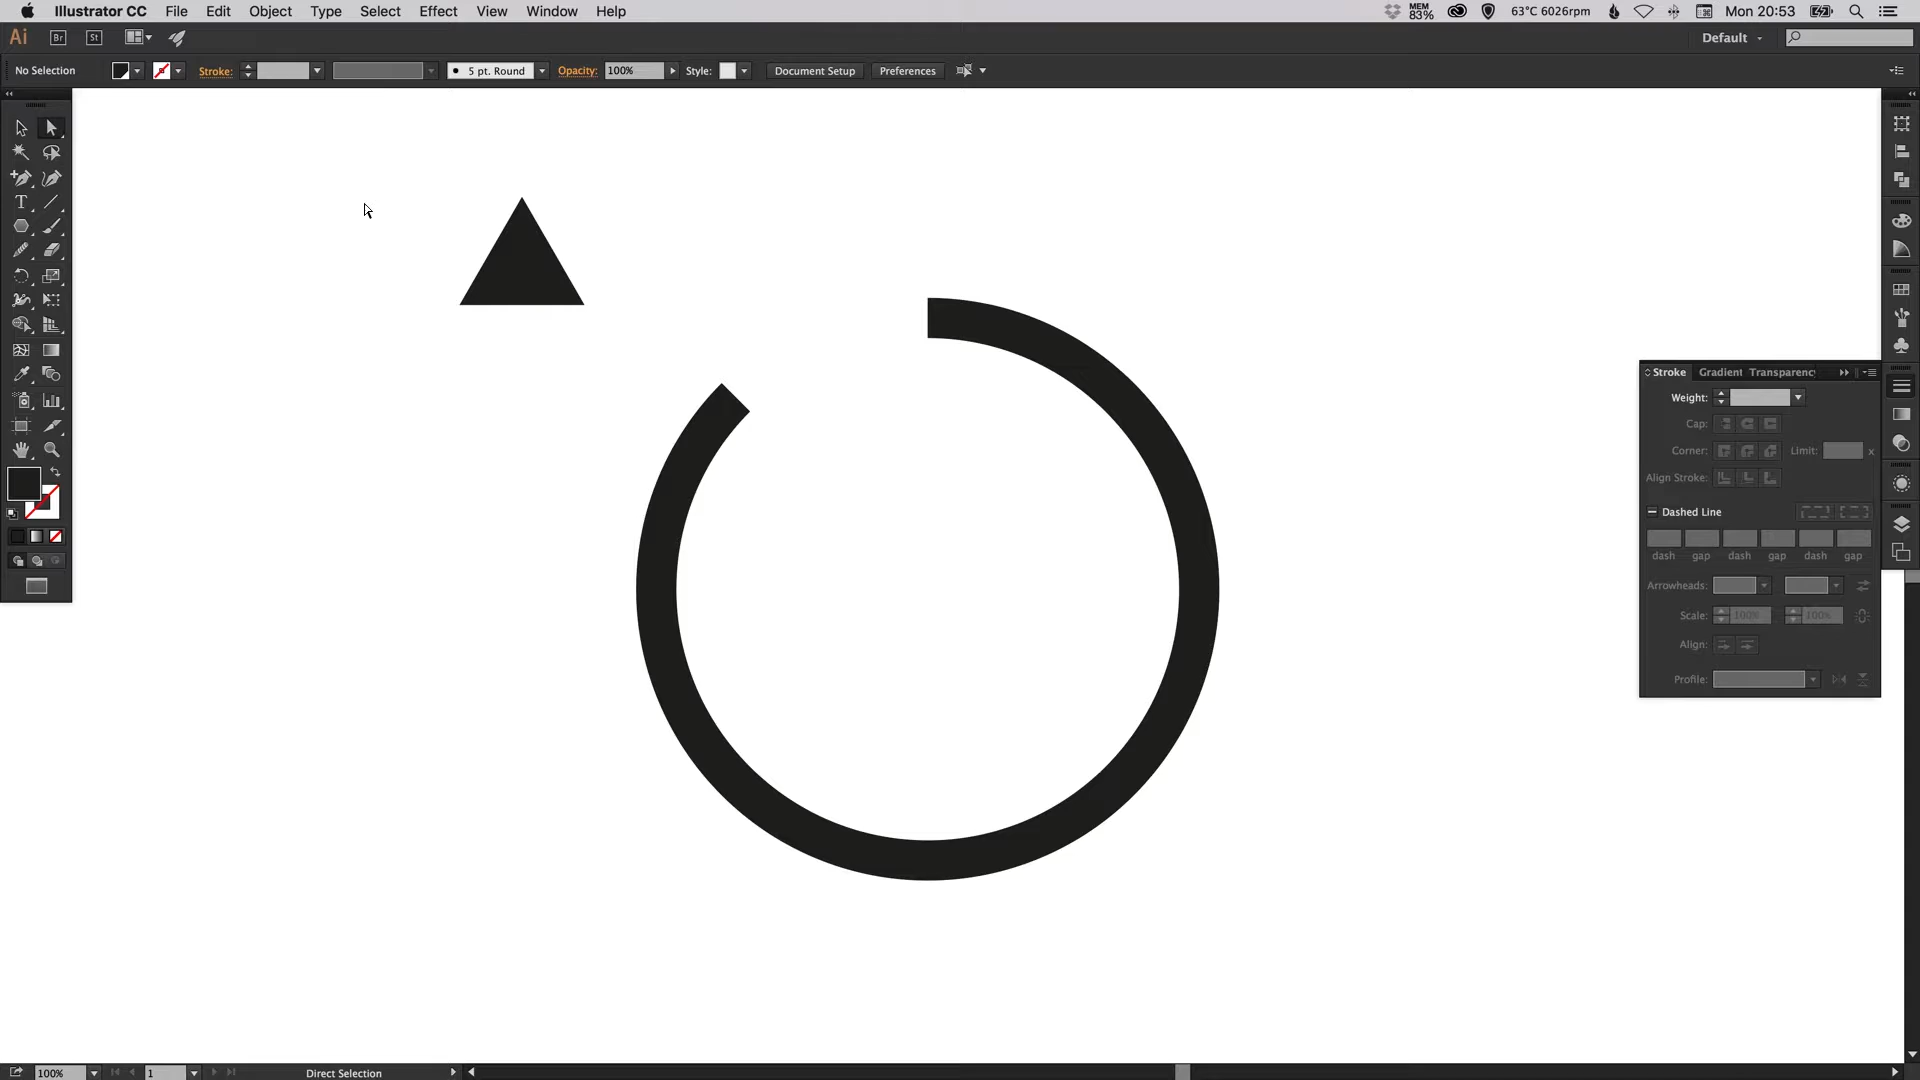 Illustrator CC File Edit Object Type Select Effect View Window Help MEM 83% 63°C 6026rpm Mon 20:53
Ai Br St Default
No Selection Stroke: 5 pt. Round Opacity: 100% Style: Document Setup Preferences
T
Stroke Gradient Transparency
Weight:
Cap:
Corner: Limit: x
Align Stroke:
Dashed Line
dash gap dash gap dash gap
Arrowheads:
Scale: 100% 100%
Align:
Profile:
100% 1 Direct Selection